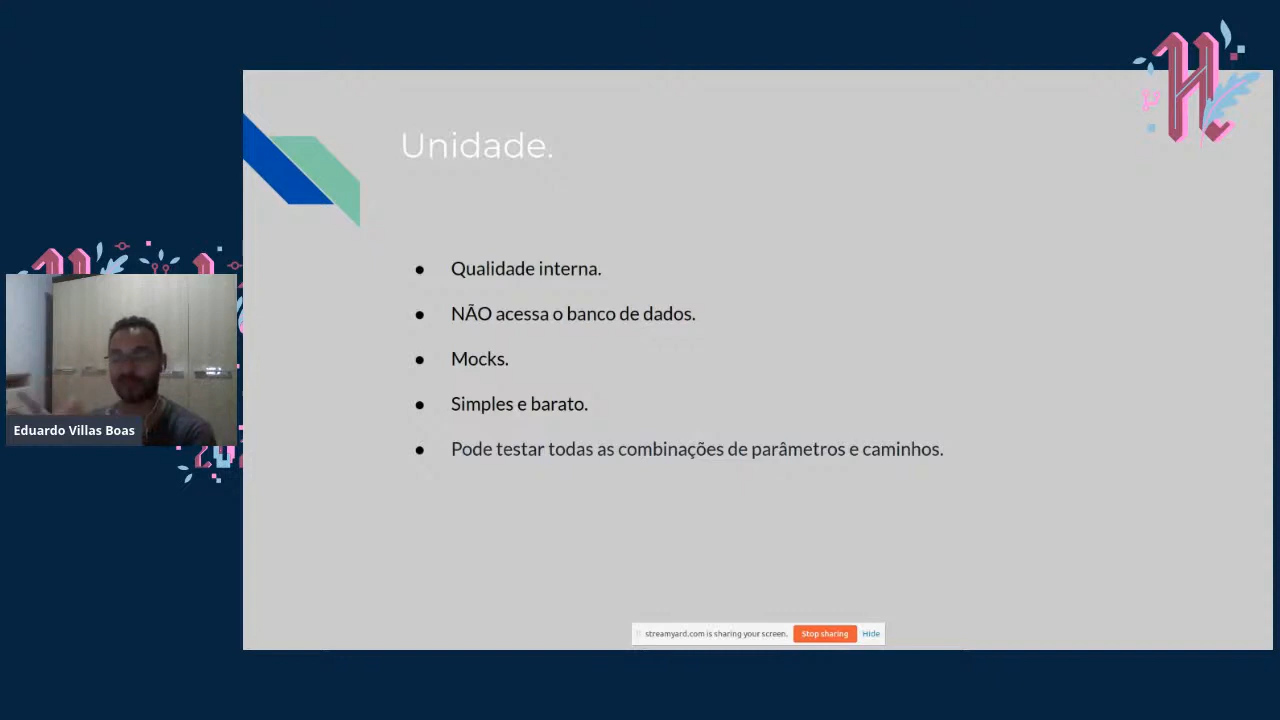 Unidade.
● Qualidade interna.
● NÃO acessa o banco de dados.
● Mocks.
● Simples e barato.
● Pode testar todas as combinações de parâmetros e caminhos.
Eduardo Villas Boas
streamyard.com is sharing your screen. Stop sharing Hide